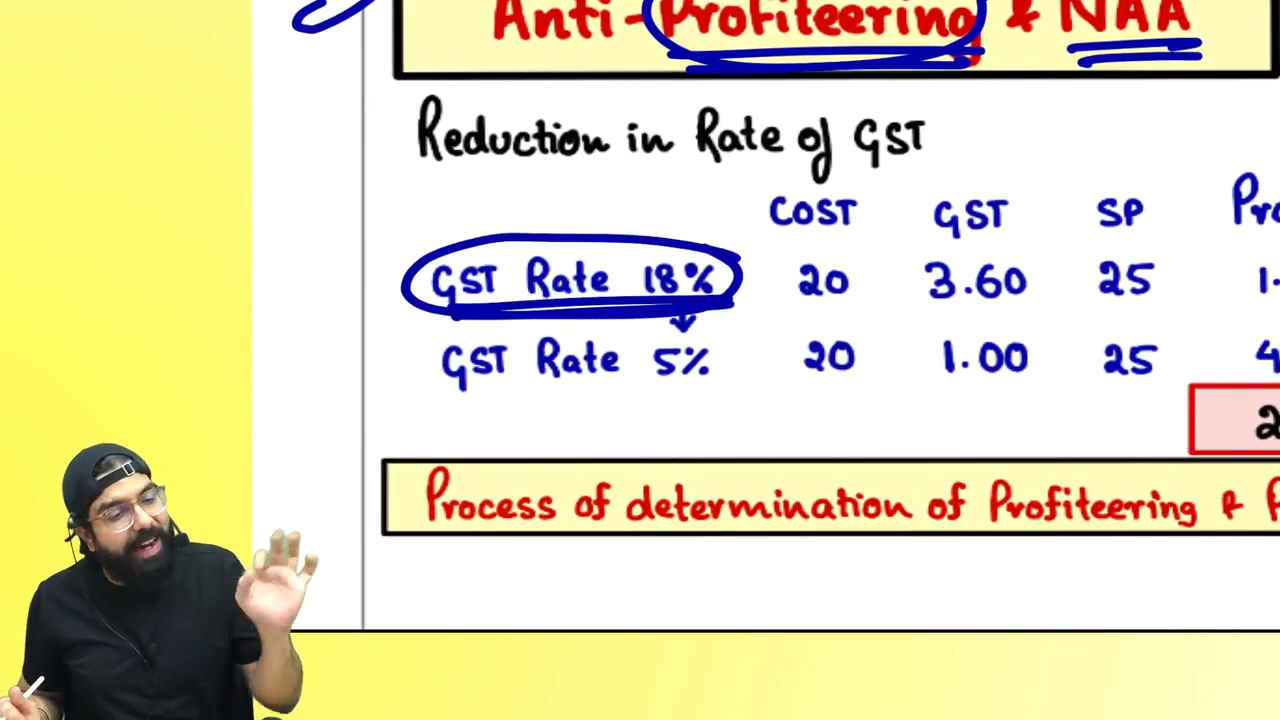 Anti-Profiteering & NAA
Reduction in Rate of GST
COST GST SP
GST Rate 18% 20 3.60 25
GST Rate 5% 20 1.00 25
Process of determination of Profiteering &